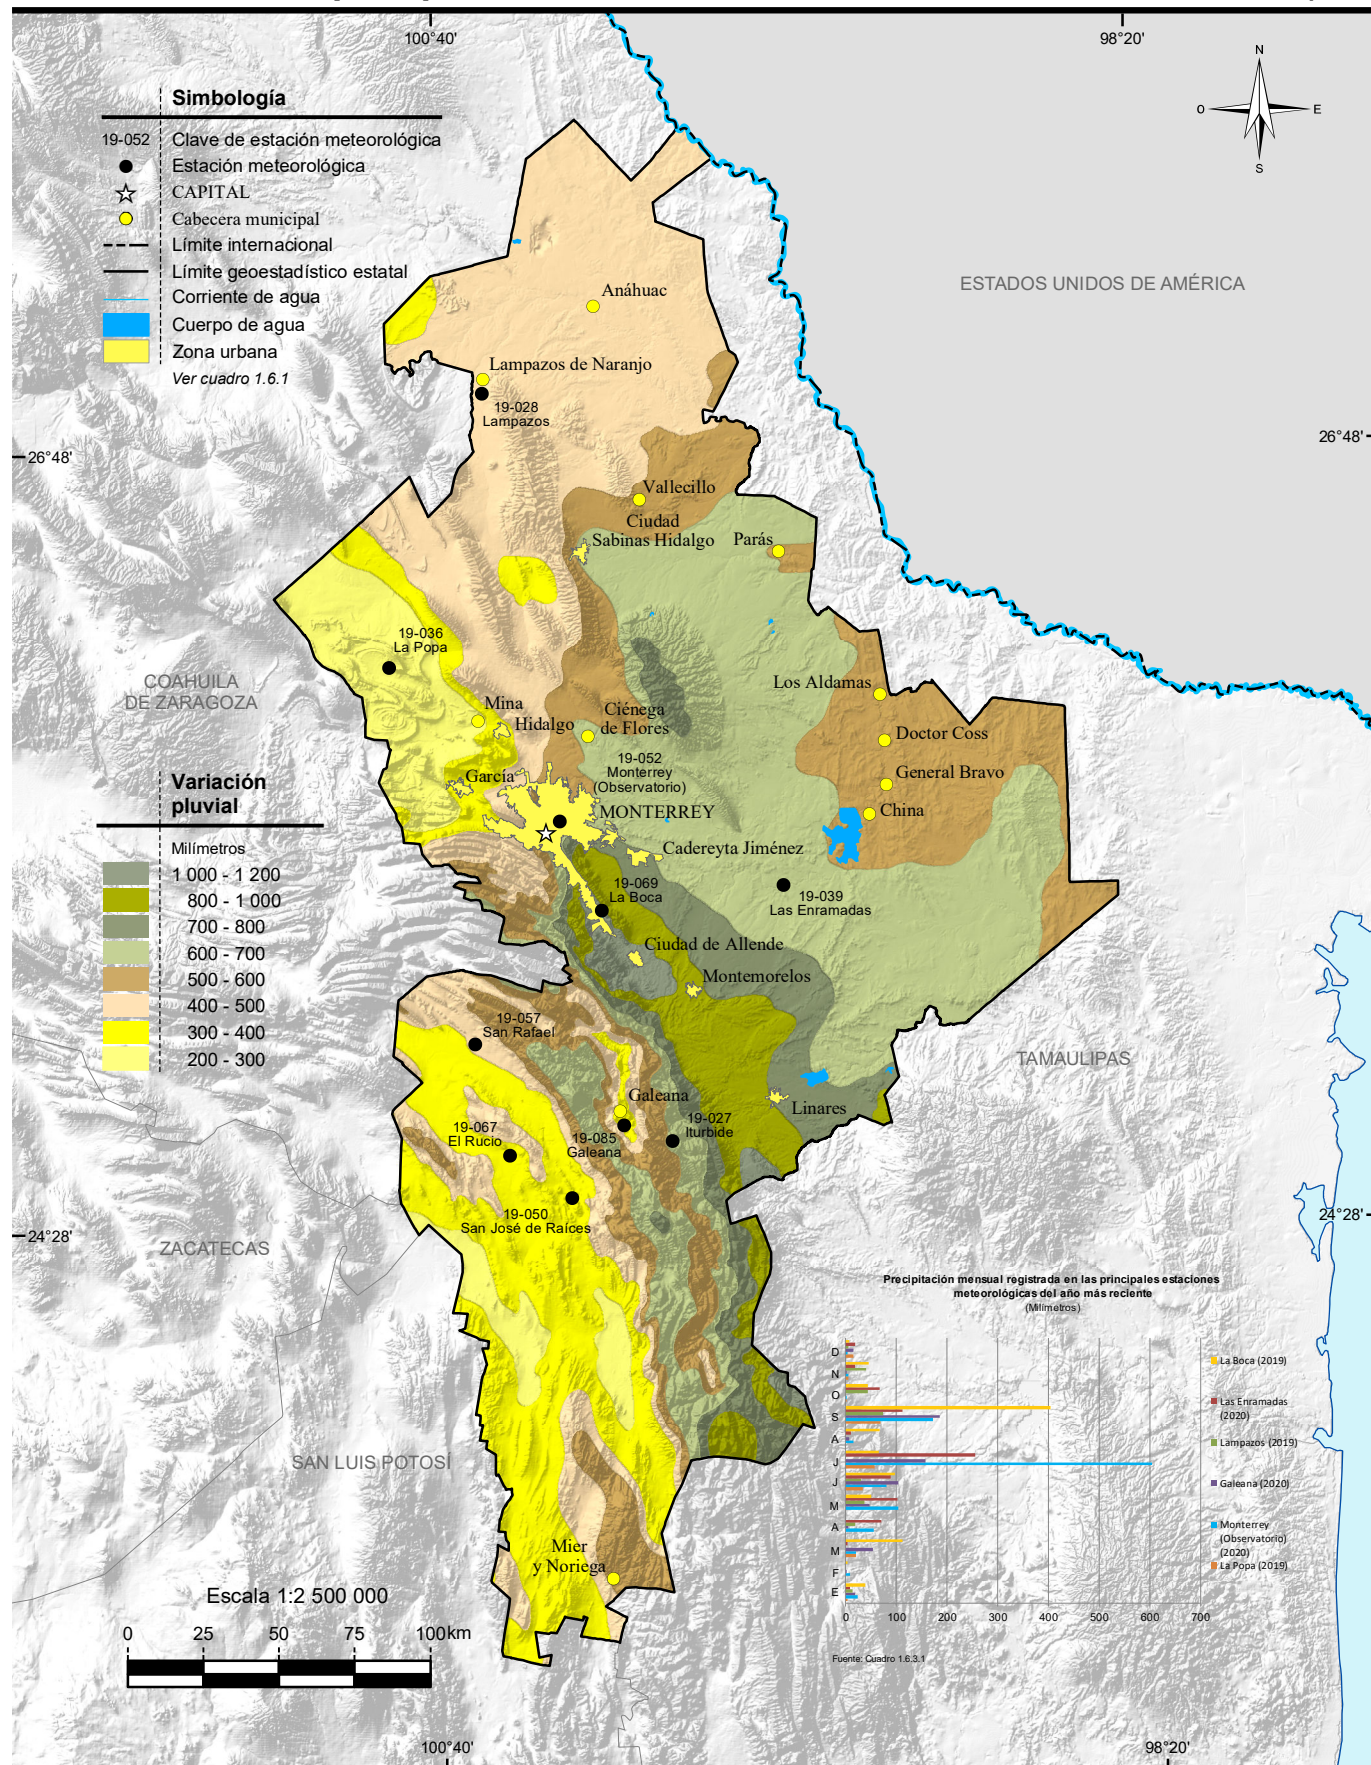 100°40'
98°20'
N
O
E
S
Simbología
19-052 Clave de estación meteorológica
Estación meteorológica
CAPITAL
Cabecera municipal
Límite internacional
Límite geoestadístico estatal
Corriente de agua
Cuerpo de agua
Zona urbana
Ver cuadro 1.6.1
ESTADOS UNIDOS DE AMÉRICA
Anáhuac
Lampazos de Naranjo
19-028
Lampazos
26°48'
26°48'
Vallecillo
Ciudad
Sabinas Hidalgo
Parás
19-036
La Popa
COAHUILA
DE ZARAGOZA
Los Aldamas
Mina
Hidalgo
Ciénega
de Flores
Doctor Coss
19-052
Monterrey
(Observatorio)
García
General Bravo
MONTERREY
China
Cadereyta Jiménez
19-069
La Boca
19-039
Las Enramadas
Variación
pluvial
Milímetros
1 000 - 1 200
800 - 1 000
700 - 800
600 - 700
500 - 600
400 - 500
300 - 400
200 - 300
Ciudad de Allende
Montemorelos
19-057
San Rafael
TAMAULIPAS
Galeana
Linares
19-067
El Rucio
19-085
Galeana
19-027
Iturbide
19-050
San José de Raíces
24°28'
24°28'
ZACATECAS
SAN LUIS POTOSÍ
Mier
y Noriega
Precipitación mensual registrada en las principales estaciones
meteorológicas del año más reciente
(Milímetros)
D
N
O
S
A
J
J
M
A
M
F
E
0 100 200 300 400 500 600 700
La Boca (2019)
Las Enramadas
(2020)
Lampazos (2019)
Galeana (2020)
Monterrey
(Observatorio)
(2020)
La Popa (2019)
Fuente: Cuadro 1.6.3.1
Escala 1:2 500 000
0 25 50 75 100km
100°40'
98°20'